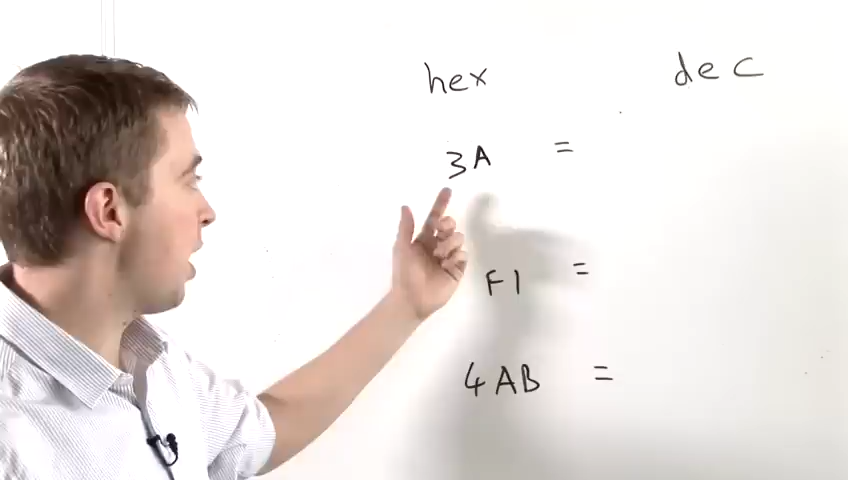 hex dec
3A =
F1 =
4AB =